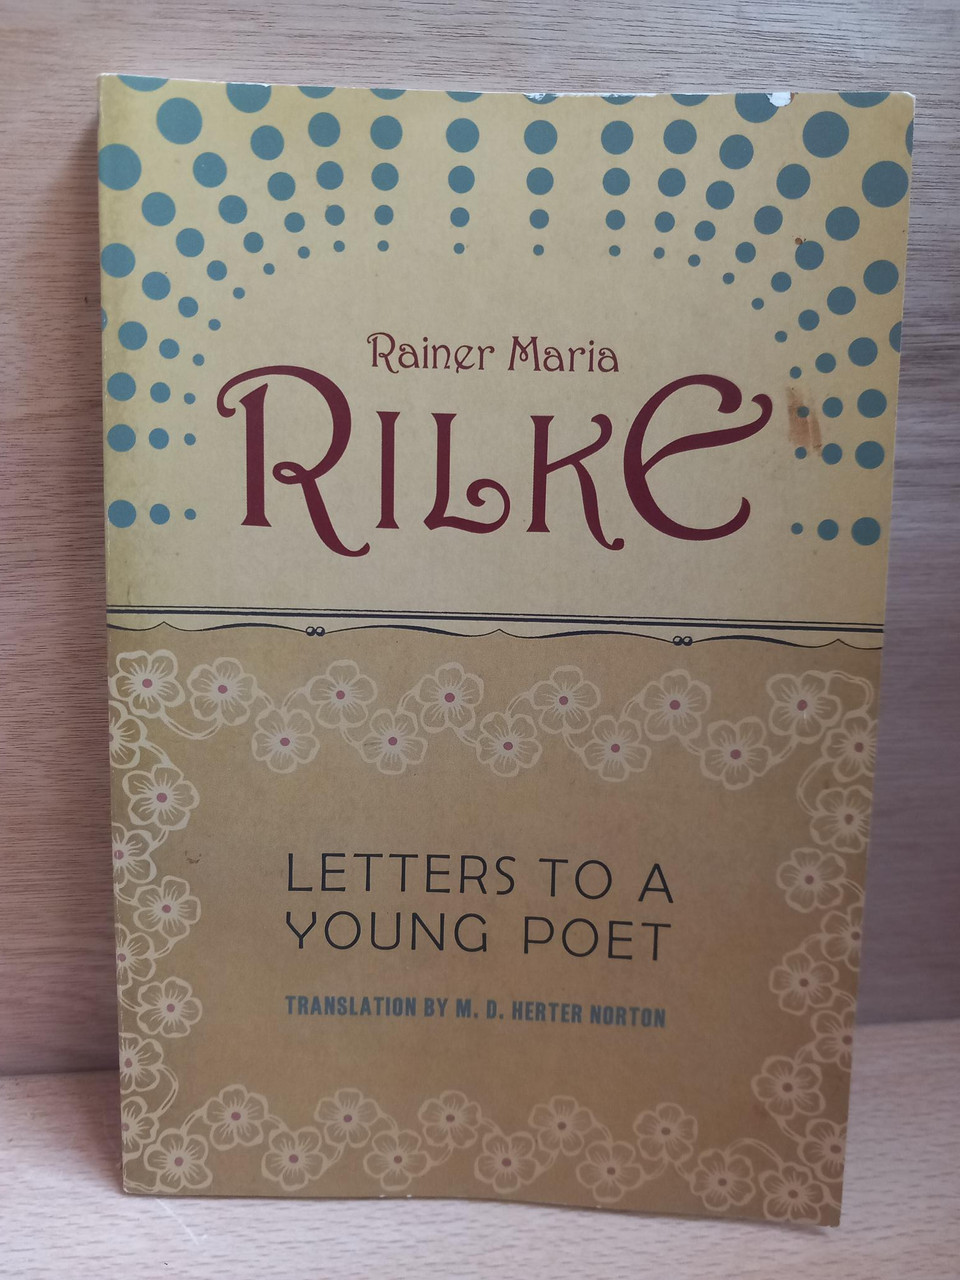 Rainer Maria
RILKE
LETTERS TO A
YOUNG POET
TRANSLATION BY M. D. HERTER NORTON